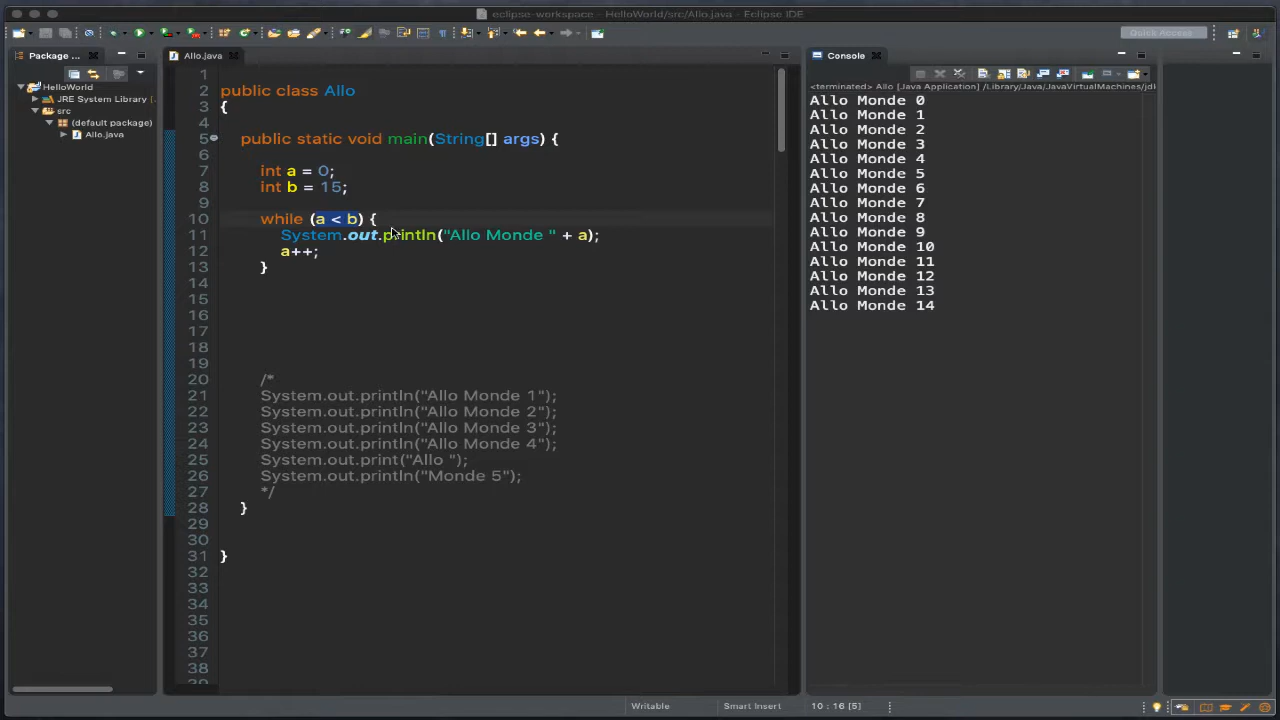 eclipse-workspace - HelloWorld/src/Allo.java - Eclipse IDE
Quick Access
Package ...
Allo.java
Console
HelloWorld
JRE System Library
src
(default package)
Allo.java
1
2 public class Allo
3 {
4
5 public static void main(String[] args) {
6
7 int a = 0;
8 int b = 15;
9
10 while (a < b) {
11 System.out.println("Allo Monde " + a);
12 a++;
13 }
14
15
16
17
18
19
20 /*
21 System.out.println("Allo Monde 1");
22 System.out.println("Allo Monde 2");
23 System.out.println("Allo Monde 3");
24 System.out.println("Allo Monde 4");
25 System.out.print("Allo ");
26 System.out.println("Monde 5");
27 */
28 }
29
30
31 }
32
33
34
35
36
37
38
39
<terminated> Allo [Java Application] /Library/Java/JavaVirtualMachines/jdk
Allo Monde 0
Allo Monde 1
Allo Monde 2
Allo Monde 3
Allo Monde 4
Allo Monde 5
Allo Monde 6
Allo Monde 7
Allo Monde 8
Allo Monde 9
Allo Monde 10
Allo Monde 11
Allo Monde 12
Allo Monde 13
Allo Monde 14
Writable
Smart Insert
10 : 16 [5]